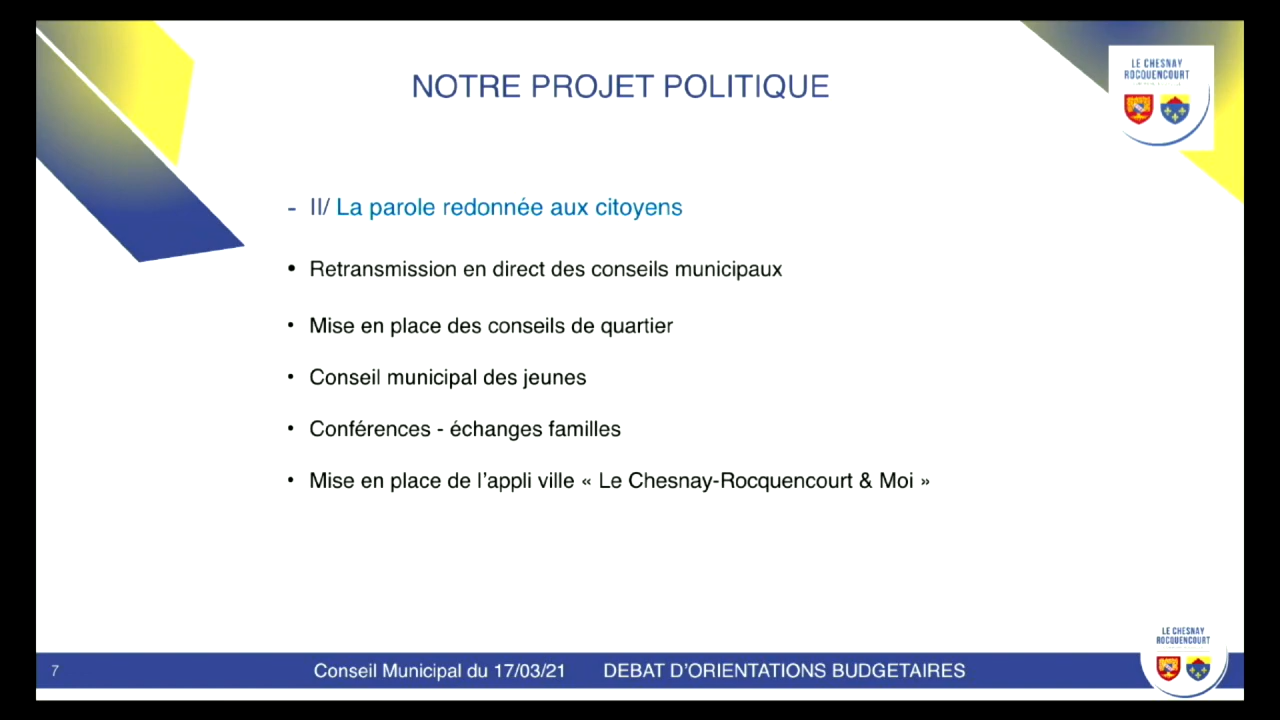 NOTRE PROJET POLITIQUE
LE CHESNAY
ROCQUENCOURT
- II/ La parole redonnée aux citoyens
• Retransmission en direct des conseils municipaux
• Mise en place des conseils de quartier
• Conseil municipal des jeunes
• Conférences - échanges familles
• Mise en place de l'appli ville « Le Chesnay-Rocquencourt & Moi »
LE CHESNAY
ROCQUENCOURT
7 Conseil Municipal du 17/03/21 DEBAT D'ORIENTATIONS BUDGETAIRES